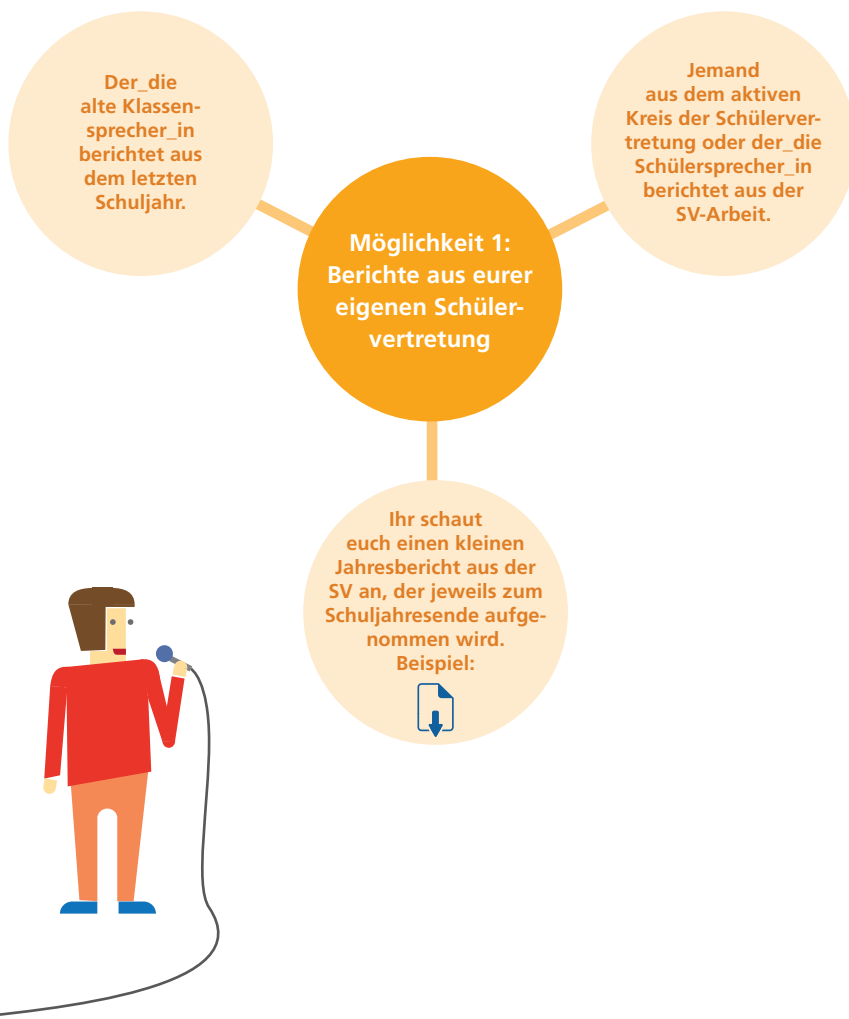 Der_die
alte Klassen-
sprecher_in
berichtet aus
dem letzten
Schuljahr.
Jemand
aus dem aktiven
Kreis der Schülerver-
tretung oder der_die
Schülersprecher_in
berichtet aus der
SV-Arbeit.
Möglichkeit 1:
Berichte aus eurer
eigenen Schüler-
vertretung
Ihr schaut
euch einen kleinen
Jahresbericht aus der
SV an, der jeweils zum
Schuljahresende aufge-
nommen wird.
Beispiel: